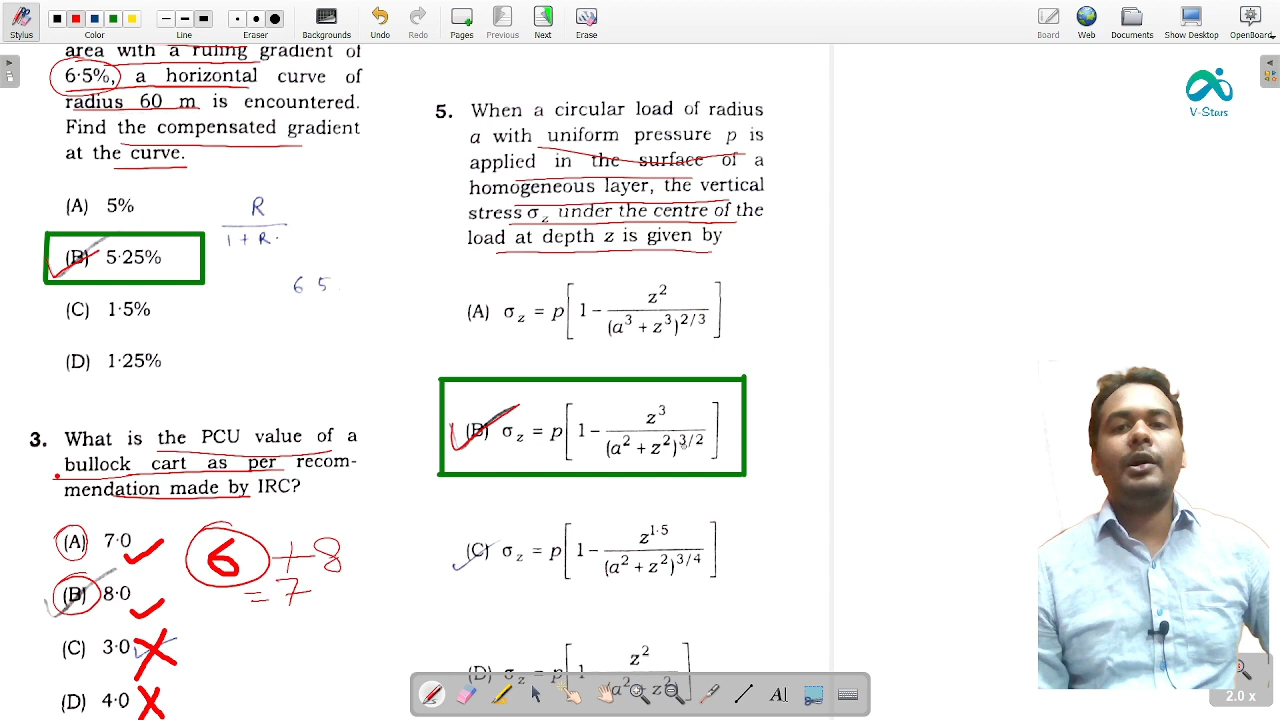 Stylus
Color
Line
Eraser
Backgrounds
Undo
Redo
Pages
Previous
Next
Erase
Board
Web
Documents
Show Desktop
OpenBoard
area with a ruling gradient of
6·5%, a horizontal curve of
radius 60 m is encountered.
Find the compensated gradient
at the curve.
(A) 5%
(B) 5·25%
(C) 1·5%
(D) 1·25%
R
1 + R.
6 5.
3. What is the PCU value of a
bullock cart as per recom-
mendation made by IRC?
(A) 7·0
(B) 8·0
(C) 3·0
(D) 4·0
6 + 8
= 7
5. When a circular load of radius
a with uniform pressure p is
applied in the surface of a
homogeneous layer, the vertical
stress σz under the centre of the
load at depth z is given by
(A) σz = p[1 − z²/(a³ + z³)^2/3]
(B) σz = p[1 − z³/(a² + z²)^3/2]
(C) σz = p[1 − z^1·5/(a² + z²)^3/4]
(D) σz = p[1 − z²/a² z²]
V-Stars
AI
2.0 x